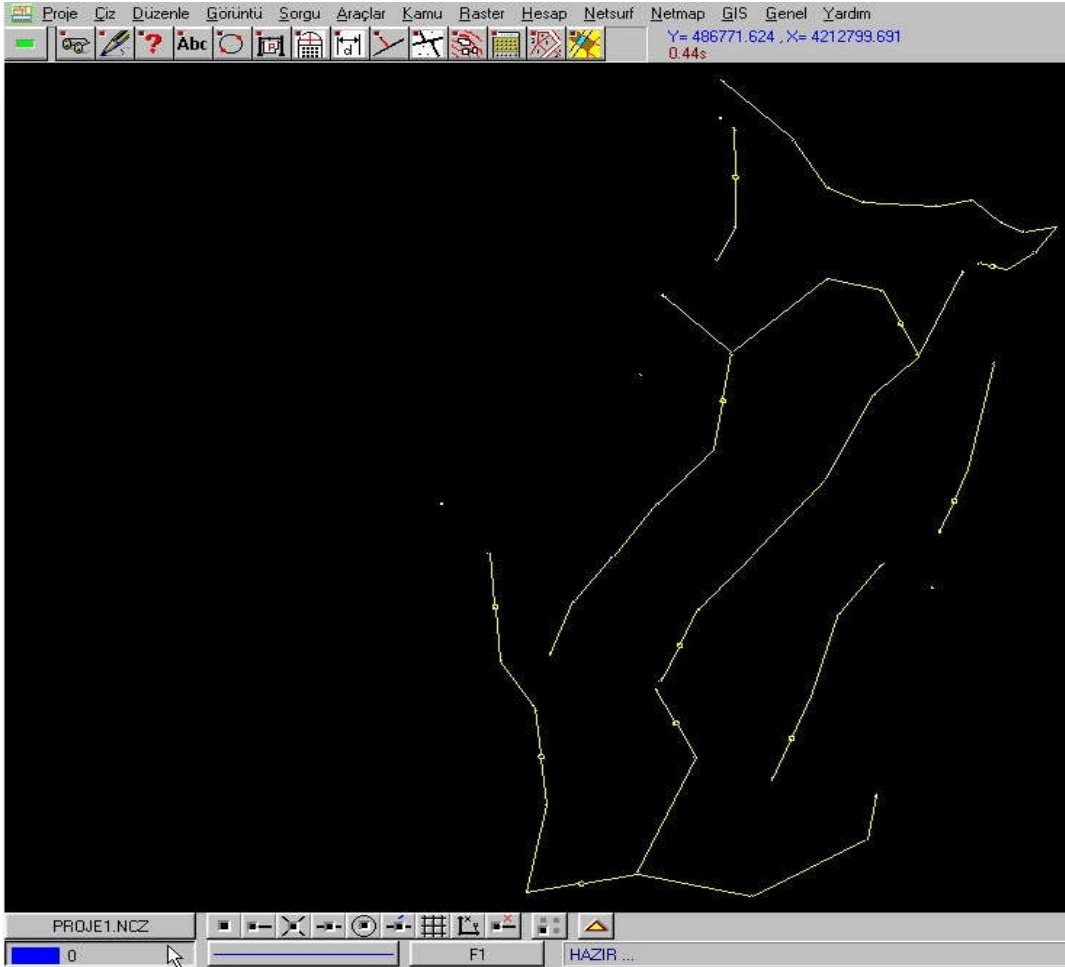 Proje Çiz Düzenle Görüntü Sorgu Araçlar Kamu Raster Hesap Netsurf Netmap GIS Genel Yardım
Abc
Y= 486771.624 , X= 4212799.691
0.44s
PROJE1.NCZ
0 F1 HAZIR ...